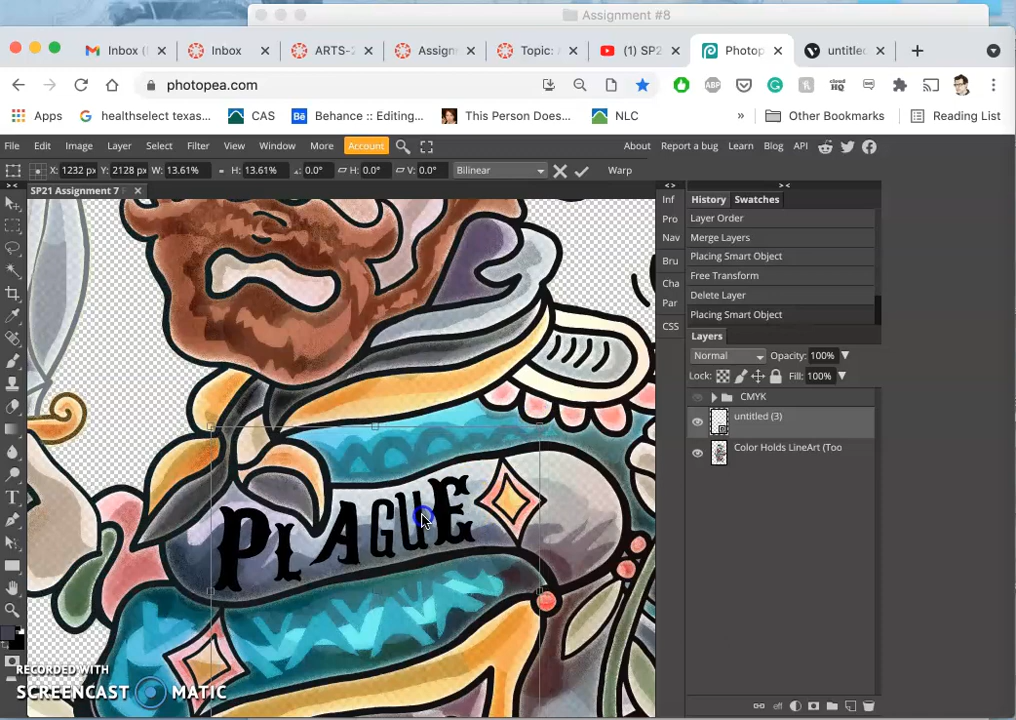 Assignment #8
Inbox (
Inbox
ARTS-2
Assignm
Topic: A
(1) SP2
Photop
untitle
photopea.com
ABP
cloud HQ
Apps
healthselect texas...
CAS
Behance :: Editing...
This Person Does...
NLC
»
Other Bookmarks
Reading List
File Edit Image Layer Select Filter View Window More Account
About Report a bug Learn Blog API
X: 1232 px Y: 2128 px W: 13.61% H: 13.61% : 0.0° H: 0.0° V: 0.0° Bilinear Warp
SP21 Assignment 7
Inf
Pro
Nav
Bru
Cha
Par
CSS
History Swatches
Layer Order
Merge Layers
Placing Smart Object
Free Transform
Delete Layer
Placing Smart Object
Layers
Normal Opacity: 100%
Lock: Fill: 100%
CMYK
untitled (3)
Color Holds LineArt (Too
PLAGUE
RECORDED WITH
SCREENCAST MATIC